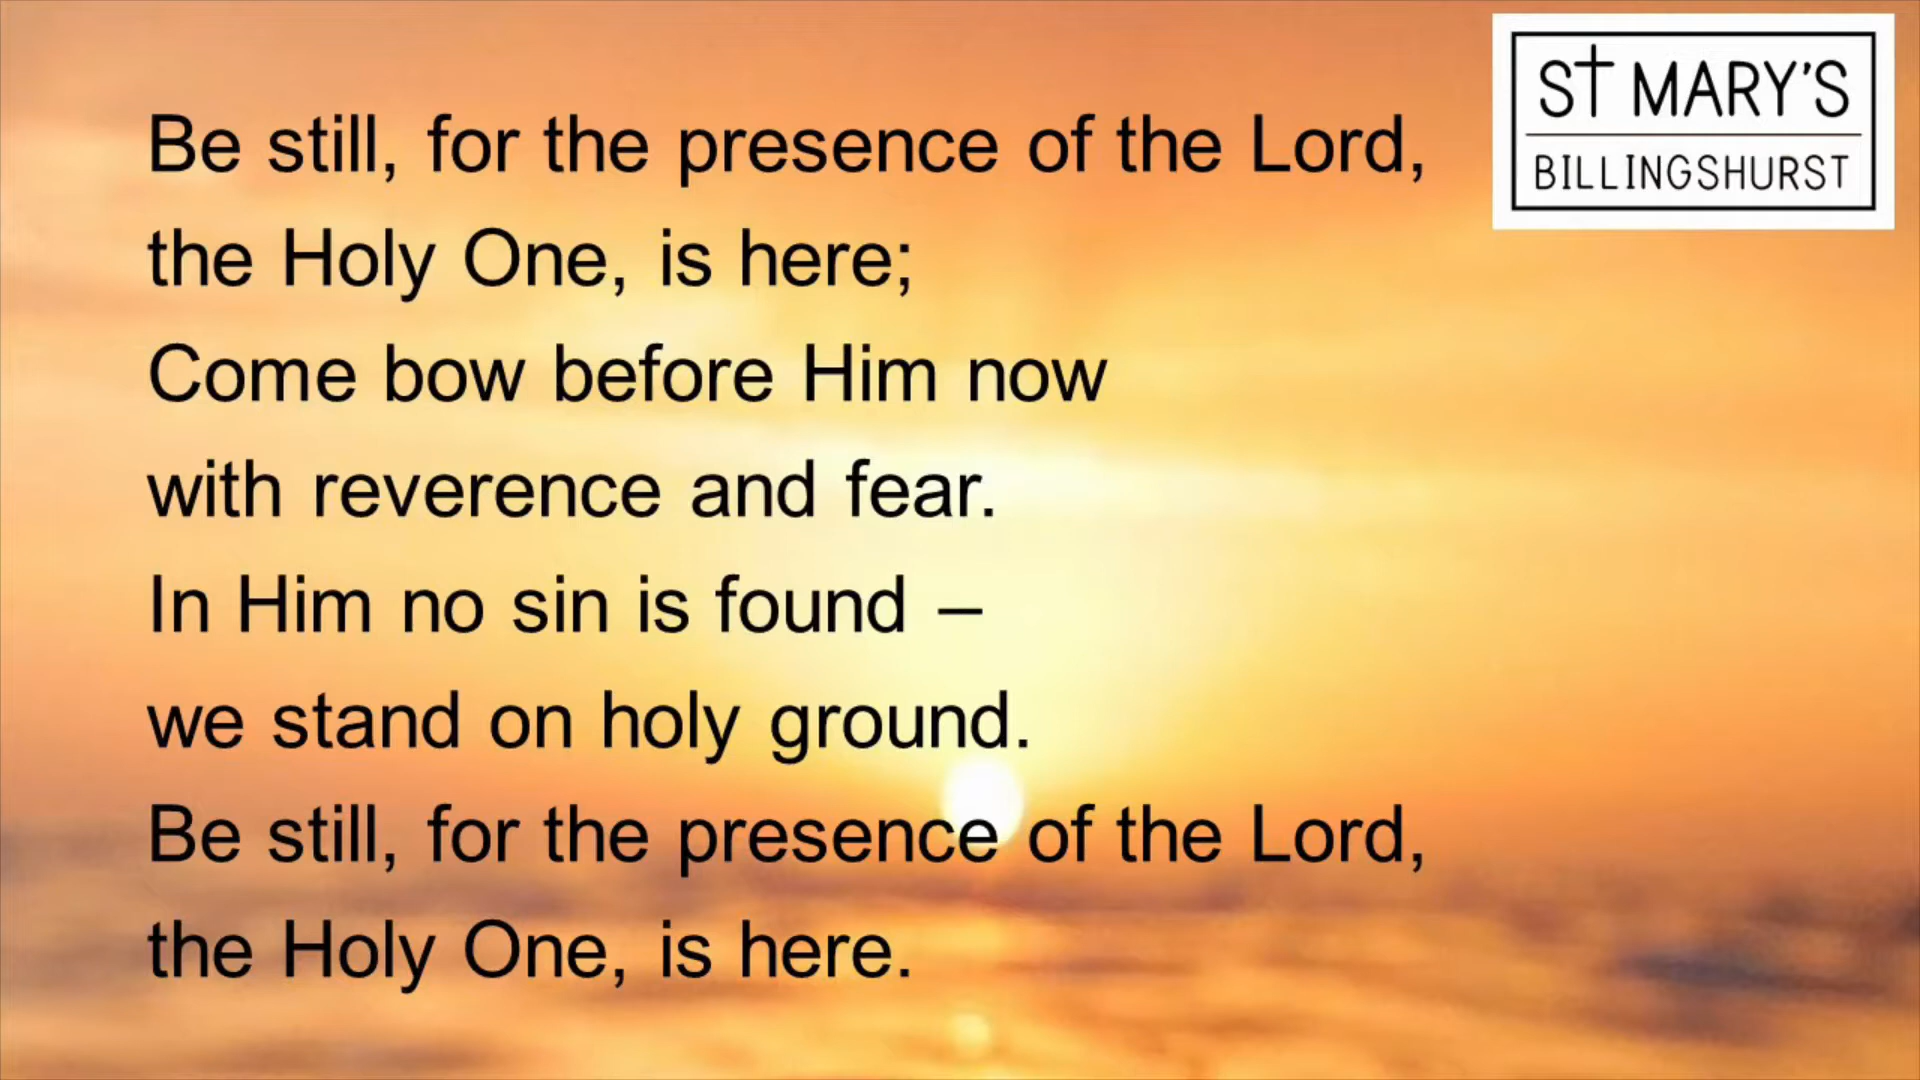 Be still, for the presence of the Lord,
the Holy One, is here;
Come bow before Him now
with reverence and fear.
In Him no sin is found –
we stand on holy ground.
Be still, for the presence of the Lord,
the Holy One, is here.
St MARY'S
BILLINGSHURST